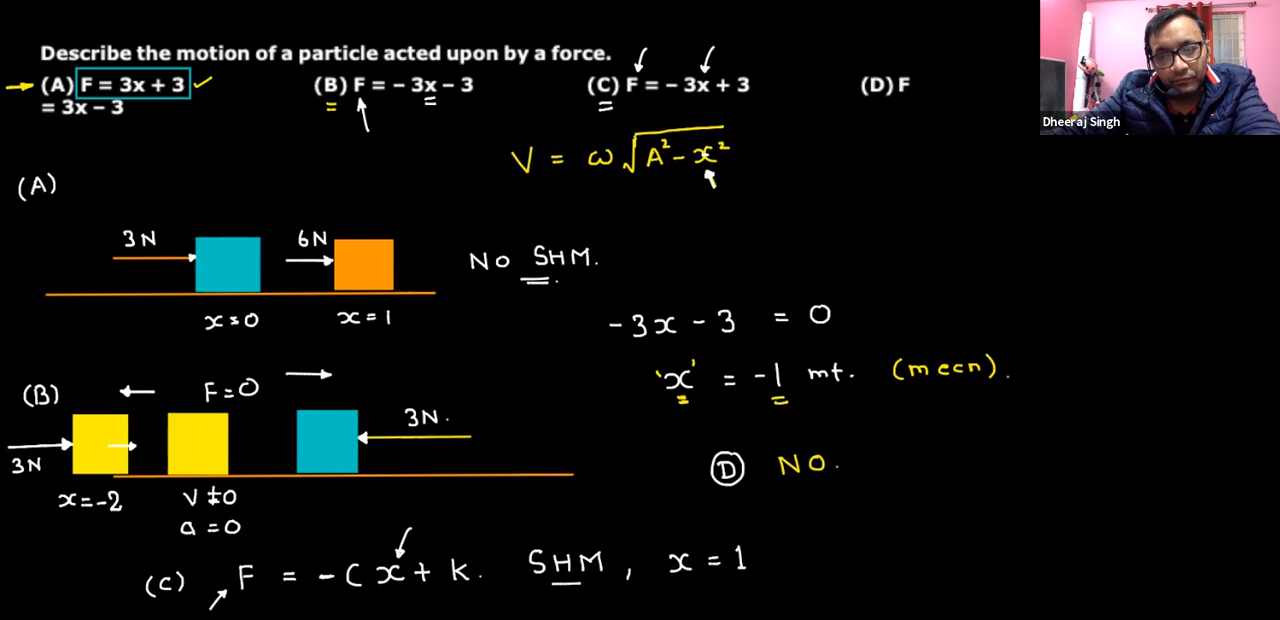 Describe the motion of a particle acted upon by a force.
(A) F = 3x + 3 (B) F = – 3x – 3 (C) F = – 3x + 3 (D) F
= 3x – 3
Dheeraj Singh
V = ω √A² – x²
(A)
3N 6N
NO SHM.
x=0 x=1
-3x - 3 = 0
'x' = -1 mt. (mean).
(B) F=0
3N.
3N
x=-2 V≠0
a=0
(D) NO.
(C) F = -Cx + k. SHM, x = 1